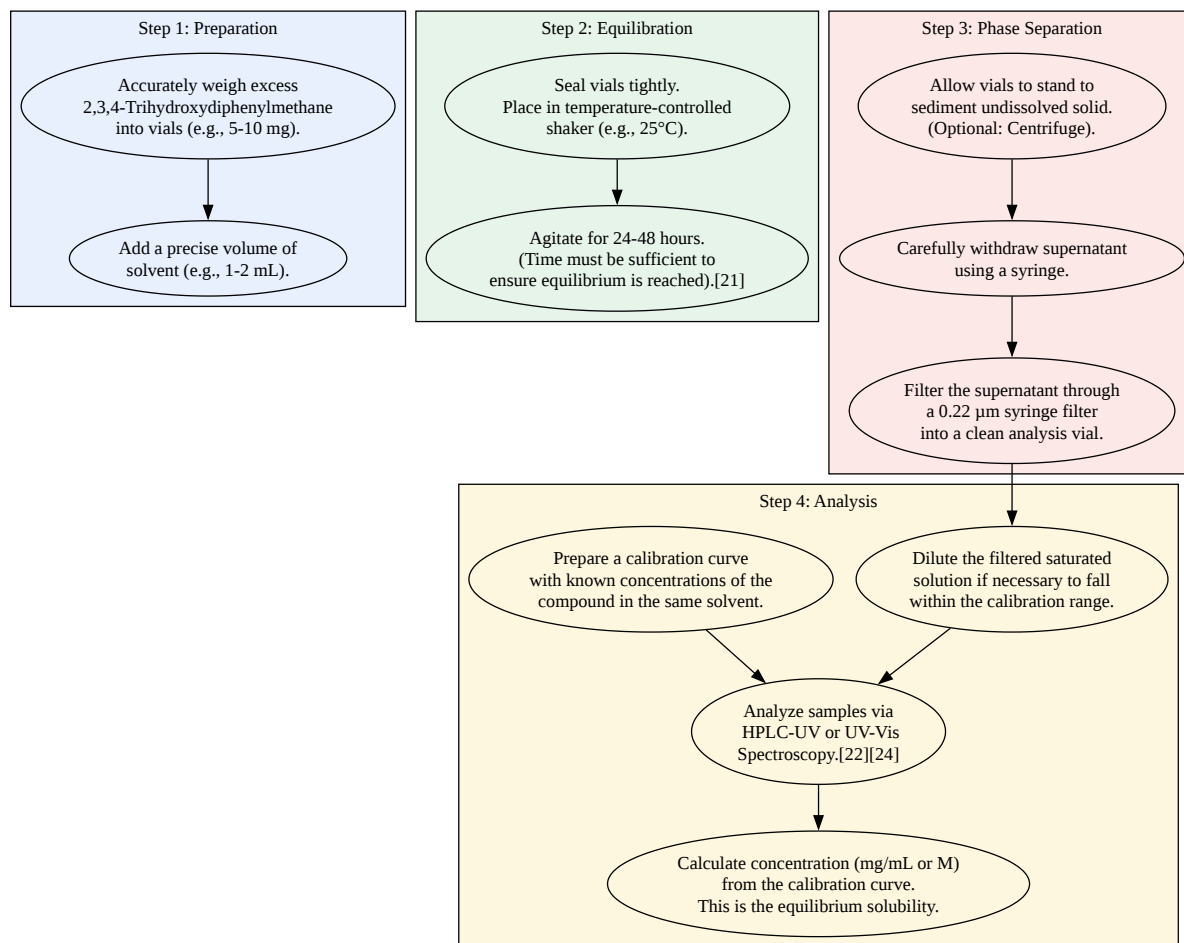 Step 1: Preparation
Accurately weigh excess
2,3,4-Trihydroxydiphenylmethane
into vials (e.g., 5-10 mg).
Add a precise volume of
solvent (e.g., 1-2 mL).
Step 2: Equilibration
Seal vials tightly.
Place in temperature-controlled
shaker (e.g., 25°C).
Agitate for 24-48 hours.
(Time must be sufficient to
ensure equilibrium is reached).[21]
Step 3: Phase Separation
Allow vials to stand to
sediment undissolved solid.
(Optional: Centrifuge).
Carefully withdraw supernatant
using a syringe.
Filter the supernatant through
a 0.22 µm syringe filter
into a clean analysis vial.
Step 4: Analysis
Prepare a calibration curve
with known concentrations of the
compound in the same solvent.
Dilute the filtered saturated
solution if necessary to fall
within the calibration range.
Analyze samples via
HPLC-UV or UV-Vis
Spectroscopy.[22][24]
Calculate concentration (mg/mL or M)
from the calibration curve.
This is the equilibrium solubility.